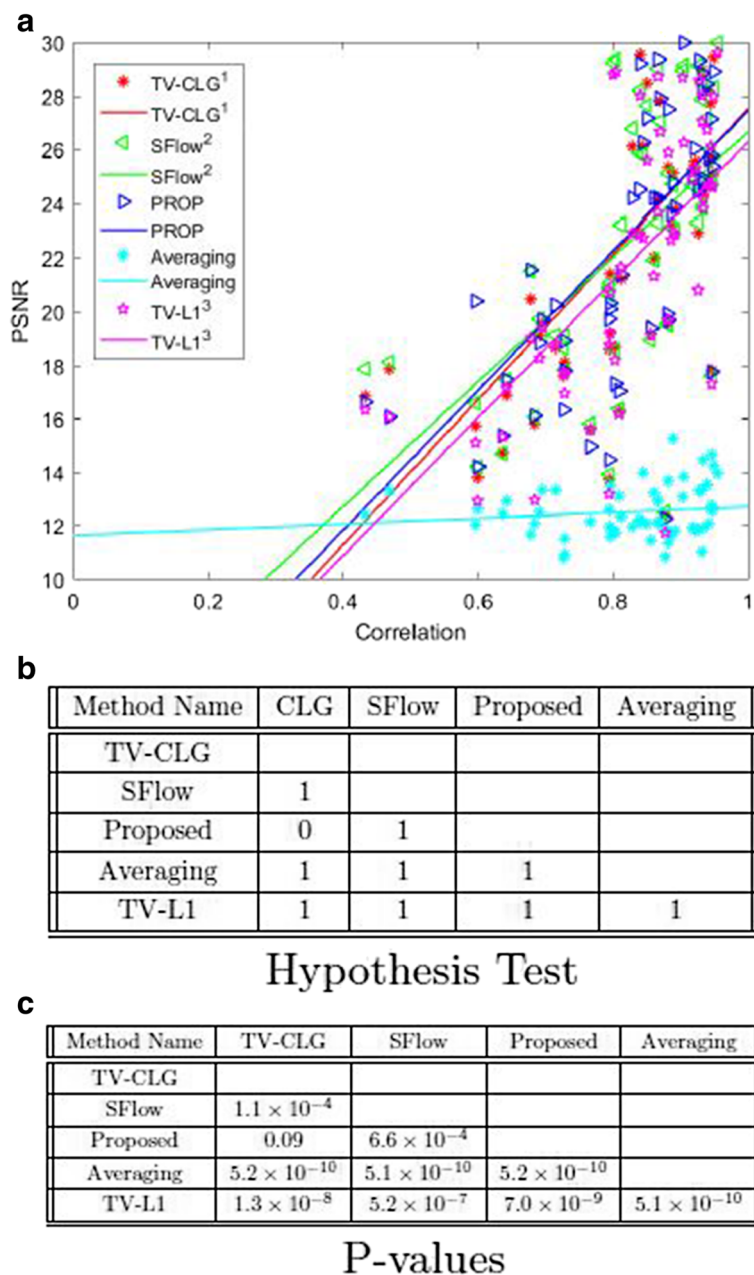 a
30
28
26
24
22
20
18
16
14
12
10
PSNR
TV-CLG¹
TV-CLG¹
SFlow²
SFlow²
PROP
PROP
Averaging
Averaging
TV-L1³
TV-L1³
0 0.2 0.4 0.6 0.8 1
Correlation
b
Method Name CLG SFlow Proposed Averaging
TV-CLG
SFlow 1
Proposed 0 1
Averaging 1 1 1
TV-L1 1 1 1 1
Hypothesis Test
c
Method Name TV-CLG SFlow Proposed Averaging
TV-CLG
SFlow 1.1 × 10⁻⁴
Proposed 0.09 6.6 × 10⁻⁴
Averaging 5.2 × 10⁻¹⁰ 5.1 × 10⁻¹⁰ 5.2 × 10⁻¹⁰
TV-L1 1.3 × 10⁻⁸ 5.2 × 10⁻⁷ 7.0 × 10⁻⁹ 5.1 × 10⁻¹⁰
P-values